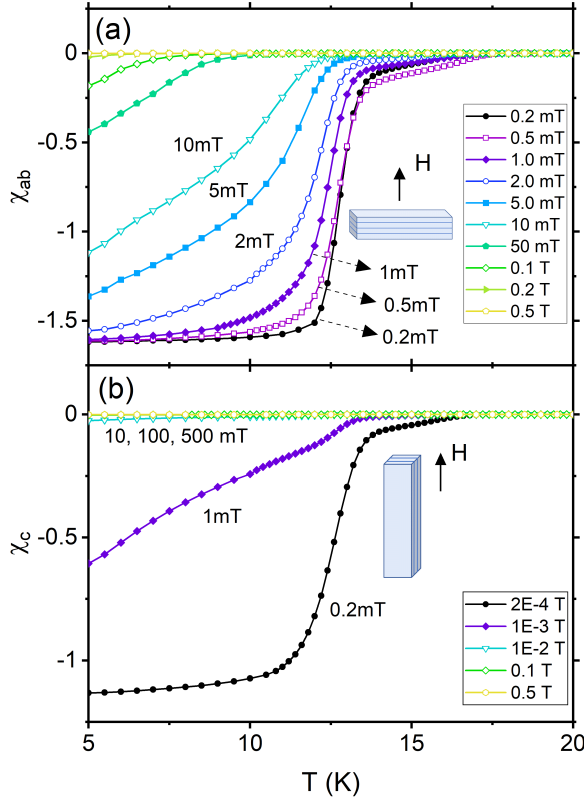 (a)
0
-0.5
-1
-1.5
χab
10mT
5mT
2mT
1mT
0.5mT
0.2mT
H
0.2 mT
0.5 mT
1.0 mT
2.0 mT
5.0 mT
10 mT
50 mT
0.1 T
0.2 T
0.5 T
(b)
0
-0.5
-1
χc
10, 100, 500 mT
1mT
0.2mT
H
2E-4 T
1E-3 T
1E-2 T
0.1 T
0.5 T
5 10 15 20
T (K)